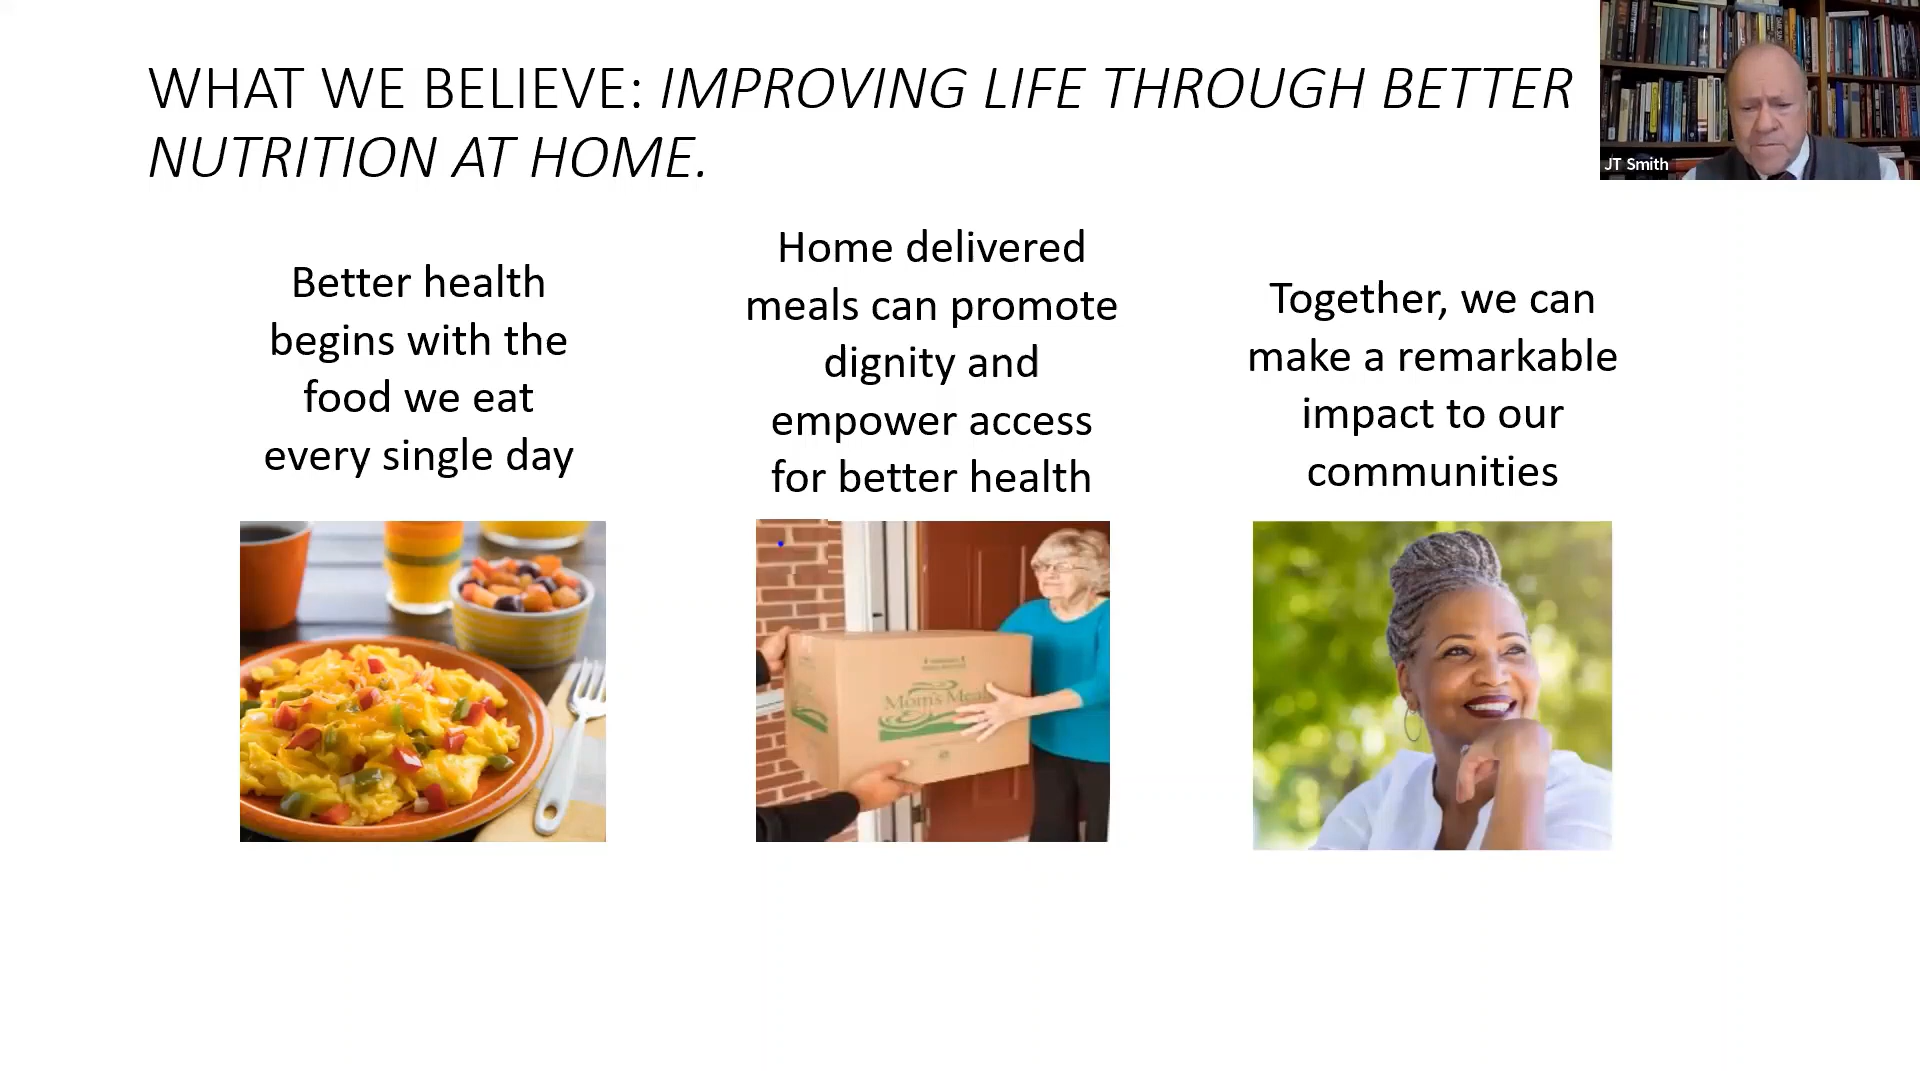 WHAT WE BELIEVE: IMPROVING LIFE THROUGH BETTER
NUTRITION AT HOME.
JT Smith
Better health
begins with the
food we eat
every single day
Home delivered
meals can promote
dignity and
empower access
for better health
Together, we can
make a remarkable
impact to our
communities
Mom's Meal